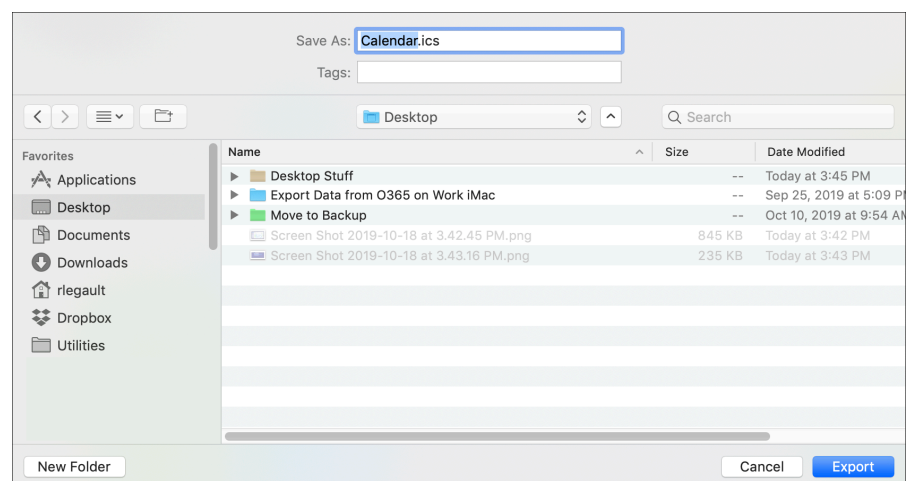 Save As: Calendar.ics
Tags:
Desktop
Search
Favorites
Applications
Desktop
Documents
Downloads
rlegault
Dropbox
Utilities
Name Size Date Modified
Desktop Stuff -- Today at 3:45 PM
Export Data from O365 on Work iMac -- Sep 25, 2019 at 5:09 P
Move to Backup -- Oct 10, 2019 at 9:54 A
Screen Shot 2019-10-18 at 3.42.45 PM.png 845 KB Today at 3:42 PM
Screen Shot 2019-10-18 at 3.43.16 PM.png 235 KB Today at 3:43 PM
New Folder Cancel Export